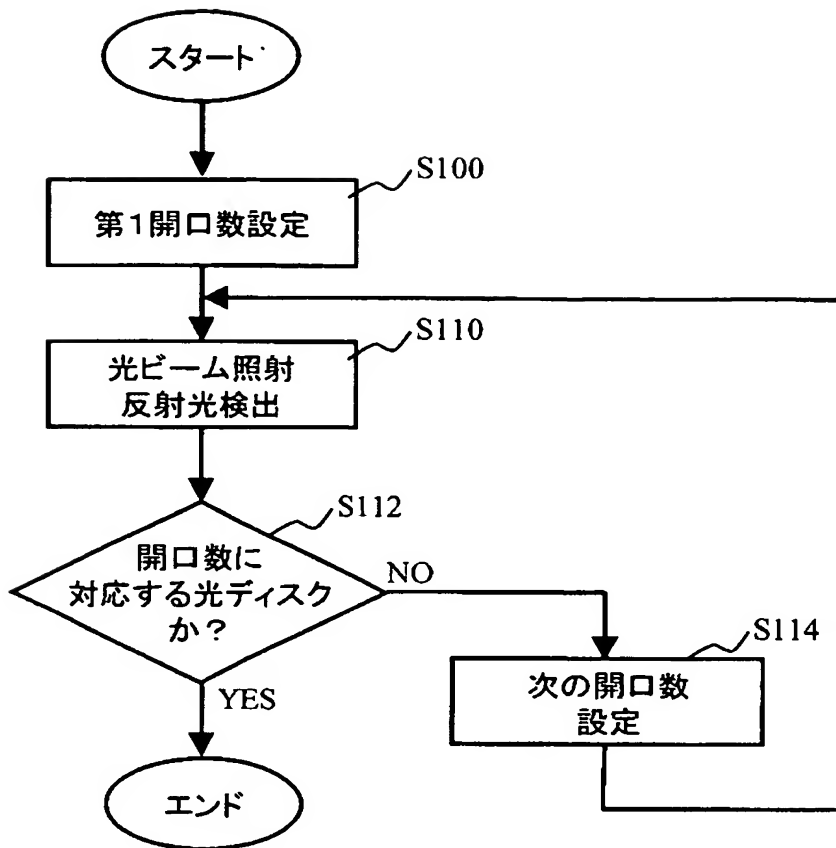 スタート
S100
第1開口数設定
S110
光ビーム照射
反射光検出
S112
開口数に
対応する光ディスク
か？
NO
S114
次の開口数
設定
YES
エンド